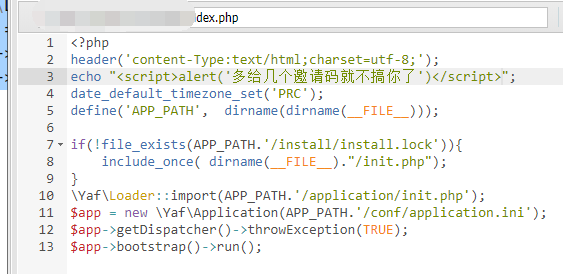 ndex.php
1 <?php
2 header('content-Type:text/html;charset=utf-8;');
3 echo "<script>alert('多给几个邀请码就不搞你了')</script>";
4 date_default_timezone_set('PRC');
5 define('APP_PATH', dirname(dirname(__FILE__)));
6
7 if(!file_exists(APP_PATH.'/install/install.lock')){
8 include_once( dirname(__FILE__)."/init.php");
9 }
10 \Yaf\Loader::import(APP_PATH.'/application/init.php');
11 $app = new \Yaf\Application(APP_PATH.'/conf/application.ini');
12 $app->getDispatcher()->throwException(TRUE);
13 $app->bootstrap()->run();